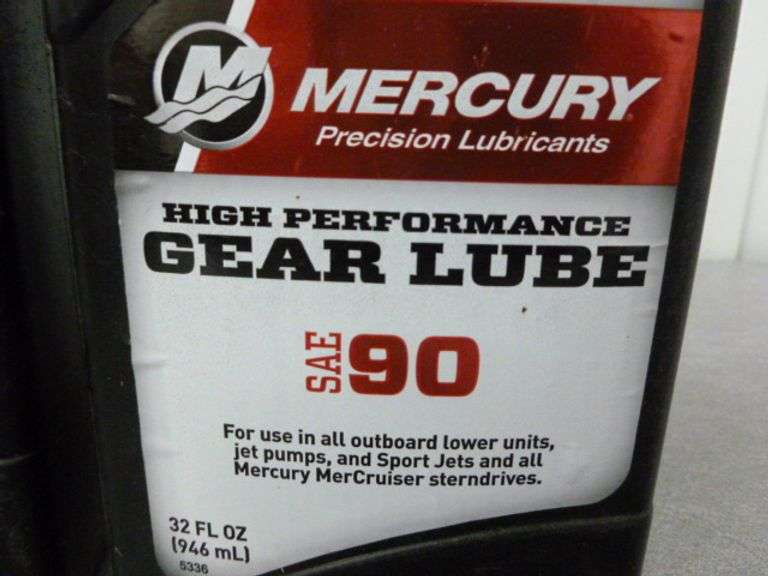 M
MERCURY
Precision Lubricants
HIGH PERFORMANCE
GEAR LUBE
SAE 90
For use in all outboard lower units,
jet pumps, and Sport Jets and all
Mercury MerCruiser sterndrives.
32 FL OZ
(946 mL)
5336